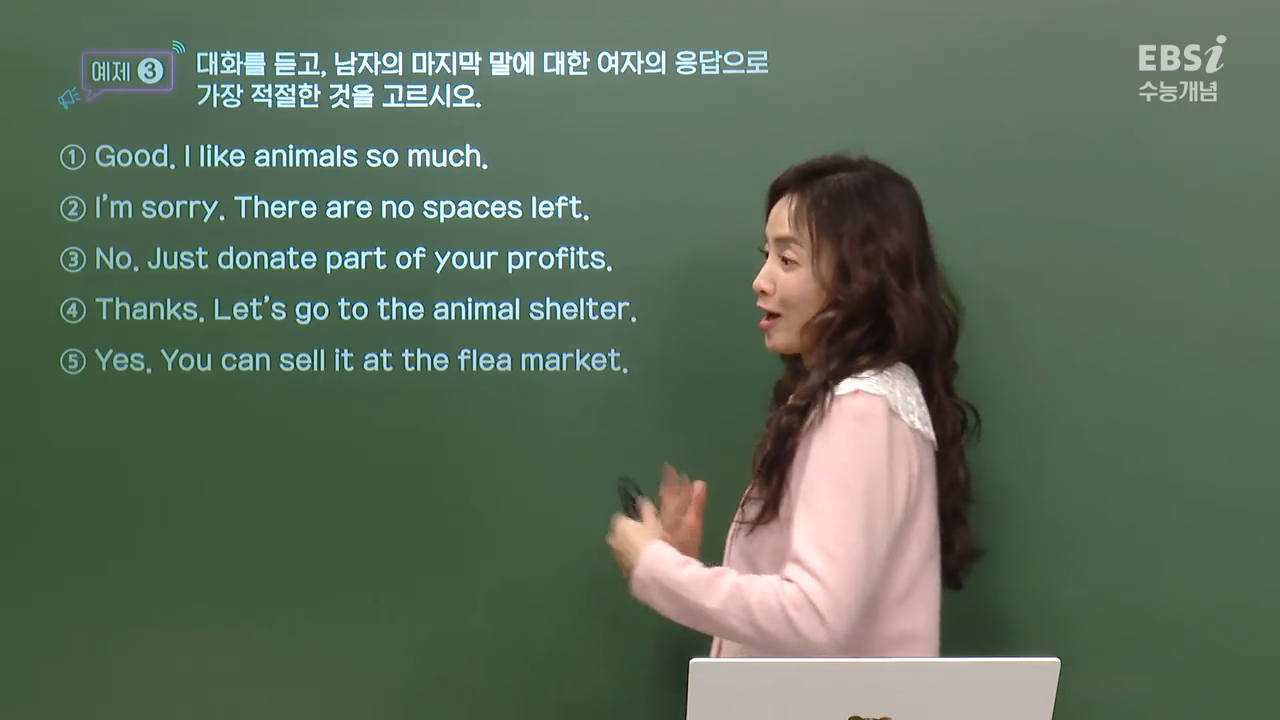 예제 3
대화를 듣고, 남자의 마지막 말에 대한 여자의 응답으로
가장 적절한 것을 고르시오.
EBSi
수능개념
① Good. I like animals so much.
② I'm sorry. There are no spaces left.
③ No. Just donate part of your profits.
④ Thanks. Let's go to the animal shelter.
⑤ Yes. You can sell it at the flea market.